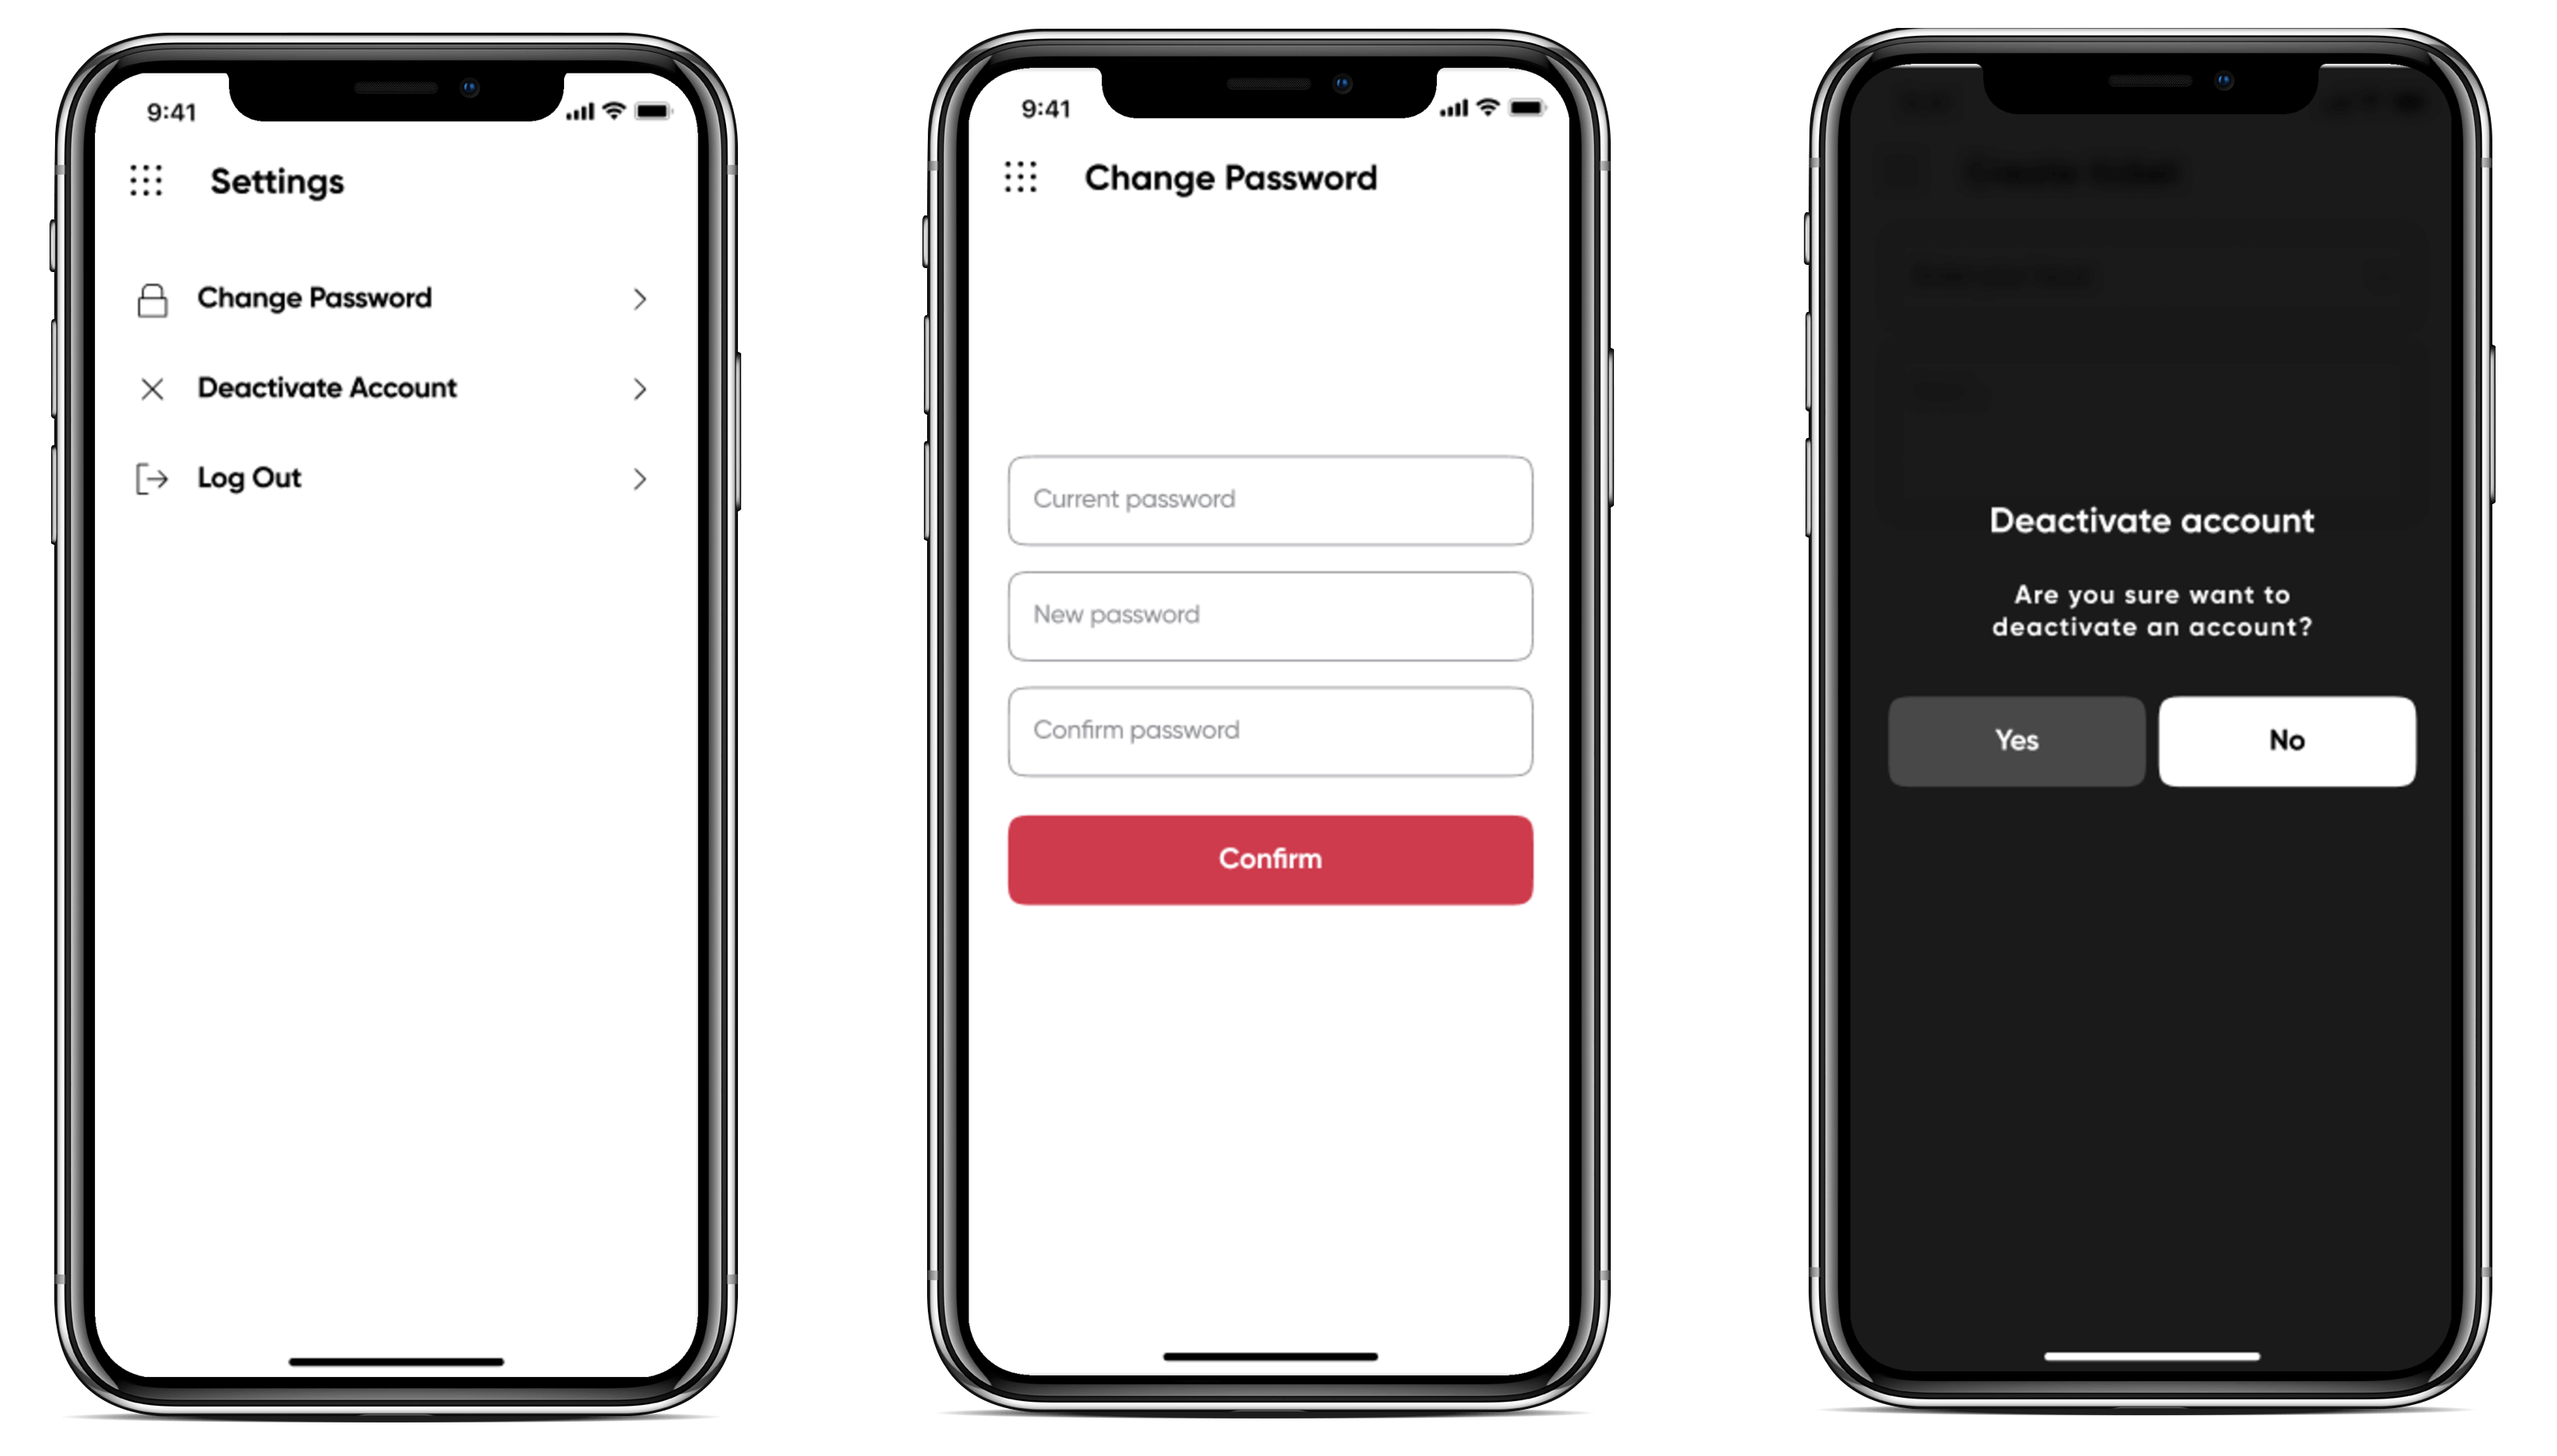 9:41
Settings
Change Password
Deactivate Account
Log Out
9:41
Change Password
Current password
New password
Confirm password
Confirm
Deactivate account
Are you sure want to
deactivate an account?
Yes
No